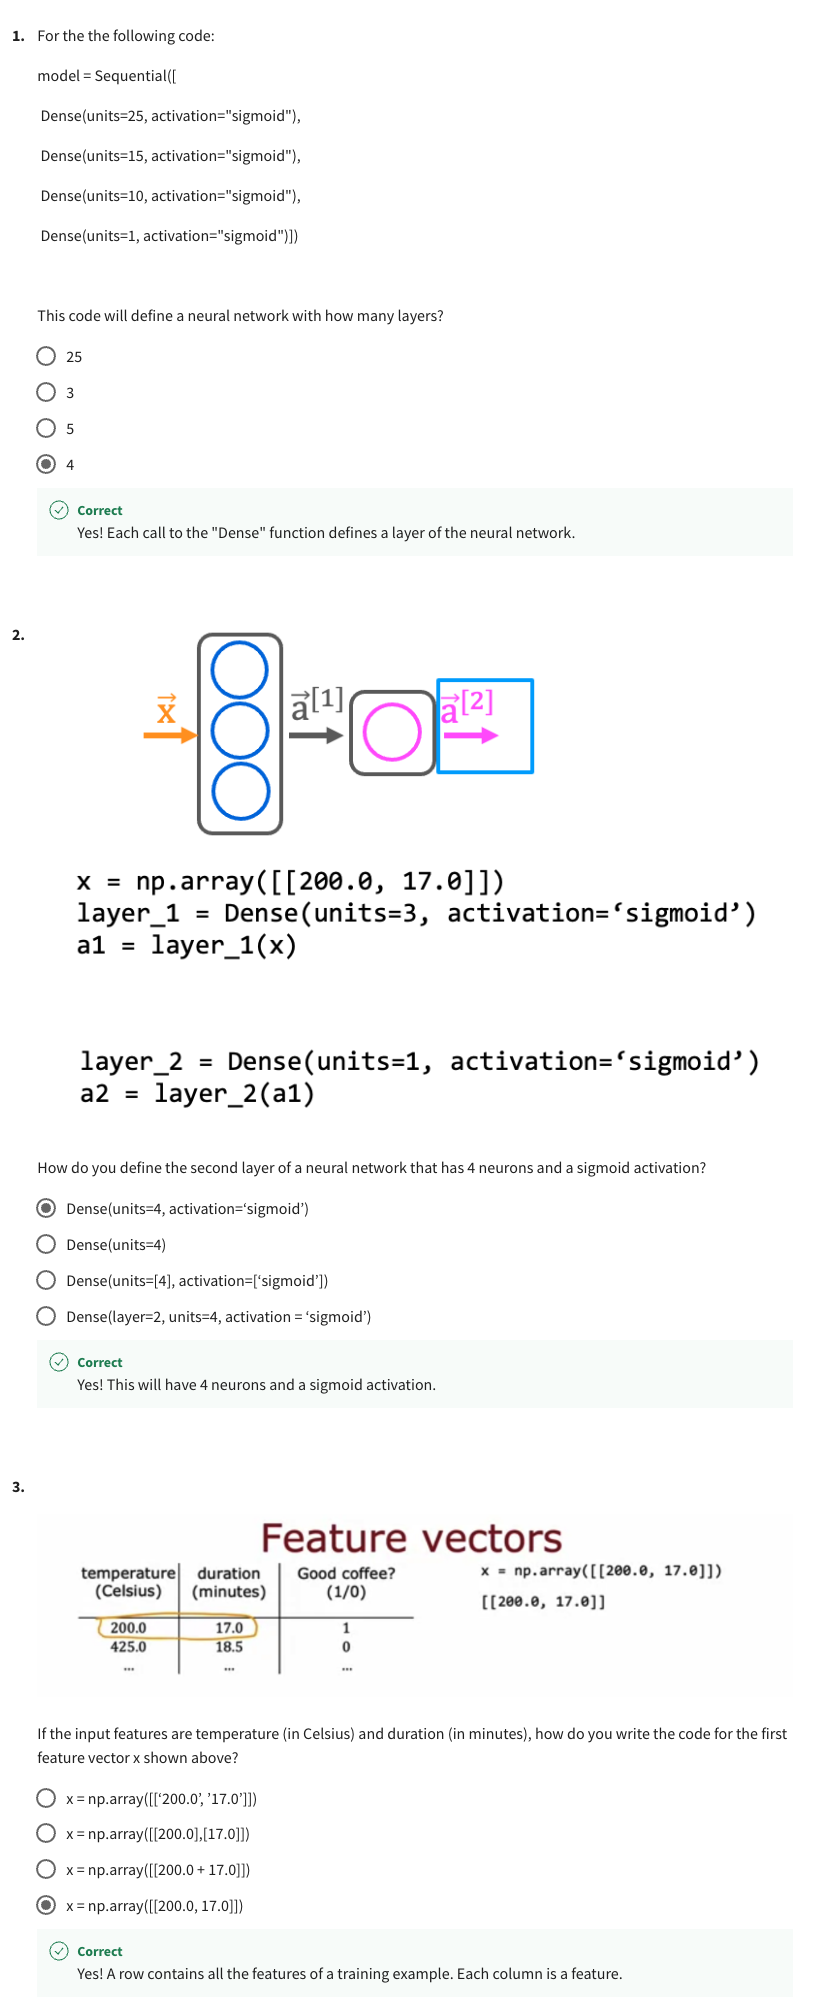 1. For the the following code:
model = Sequential([
Dense(units=25, activation="sigmoid"),
Dense(units=15, activation="sigmoid"),
Dense(units=10, activation="sigmoid"),
Dense(units=1, activation="sigmoid")])
This code will define a neural network with how many layers?
25
3
5
4
Correct
Yes! Each call to the "Dense" function defines a layer of the neural network.
2.
x⃗ a⃗[1] a⃗[2]
x = np.array([[200.0, 17.0]])
layer_1 = Dense(units=3, activation=‘sigmoid’)
a1 = layer_1(x)
layer_2 = Dense(units=1, activation=‘sigmoid’)
a2 = layer_2(a1)
How do you define the second layer of a neural network that has 4 neurons and a sigmoid activation?
Dense(units=4, activation=‘sigmoid’)
Dense(units=4)
Dense(units=[4], activation=[‘sigmoid’])
Dense(layer=2, units=4, activation = ‘sigmoid’)
Correct
Yes! This will have 4 neurons and a sigmoid activation.
3.
Feature vectors
temperature duration Good coffee?
(Celsius) (minutes) (1/0)
200.0 17.0 1
425.0 18.5 0
... ... ...
x = np.array([[200.0, 17.0]])
[[200.0, 17.0]]
If the input features are temperature (in Celsius) and duration (in minutes), how do you write the code for the first
feature vector x shown above?
x = np.array([[‘200.0’, ’17.0’]])
x = np.array([[200.0],[17.0]])
x = np.array([[200.0 + 17.0]])
x = np.array([[200.0, 17.0]])
Correct
Yes! A row contains all the features of a training example. Each column is a feature.